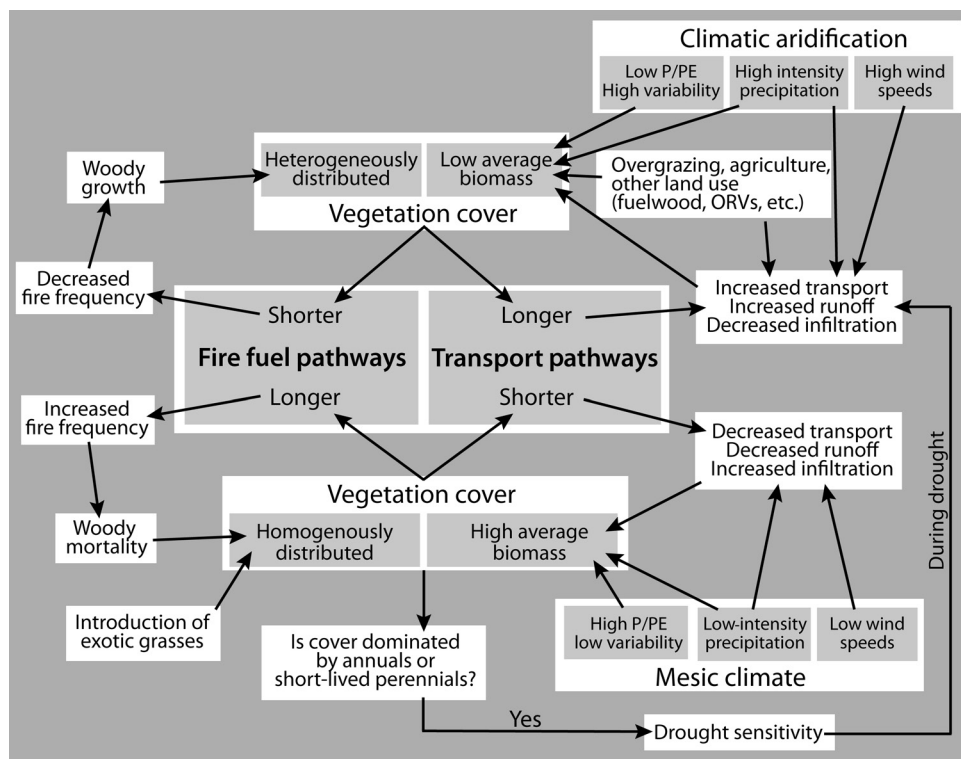 Climatic aridification
Low P/PE
High variability
High intensity
precipitation
High wind
speeds
Woody
growth
Heterogeneously
distributed
Low average
biomass
Vegetation cover
Overgrazing, agriculture,
other land use
(fuelwood, ORVs, etc.)
Decreased
fire frequency
Shorter
Longer
Increased transport
Increased runoff
Decreased infiltration
Fire fuel pathways
Transport pathways
Longer
Shorter
Increased
fire frequency
Decreased transport
Decreased runoff
Increased infiltration
During drought
Vegetation cover
Woody
mortality
Homogenously
distributed
High average
biomass
Introduction of
exotic grasses
Is cover dominated
by annuals or
short-lived perennials?
High P/PE
low variability
Low-intensity
precipitation
Low wind
speeds
Mesic climate
Yes
Drought sensitivity